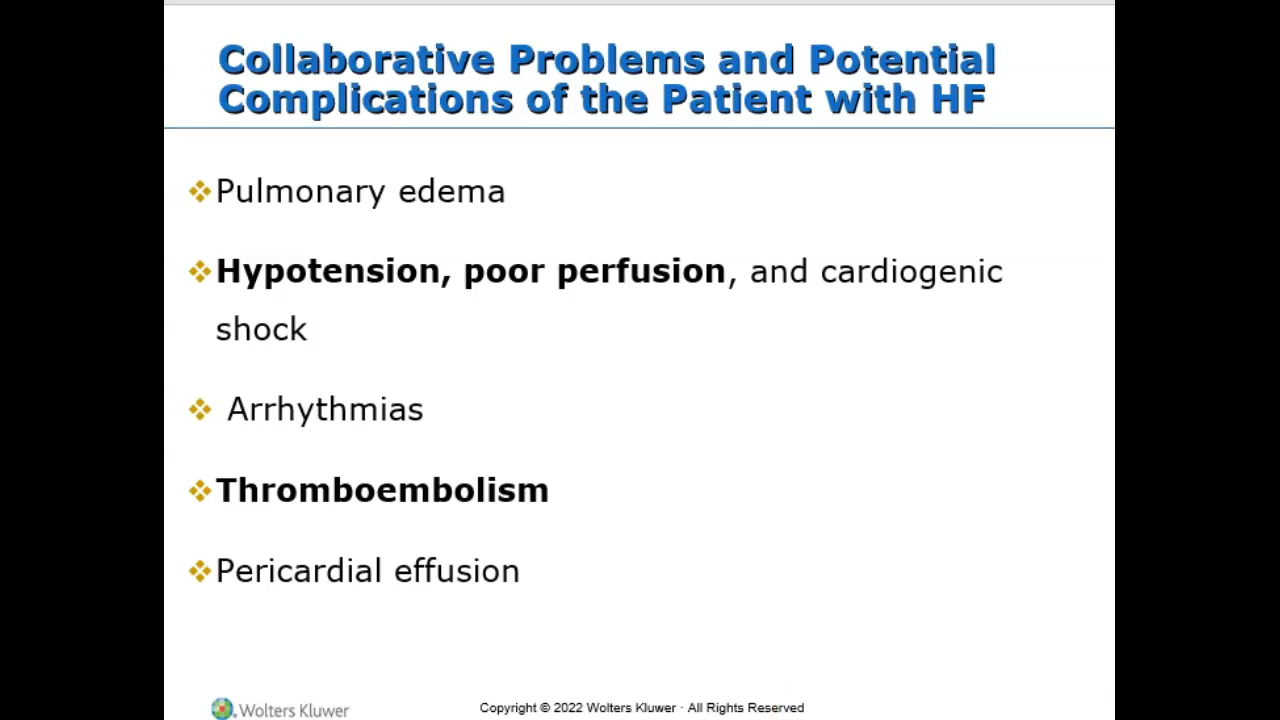 Collaborative Problems and Potential
Complications of the Patient with HF
Pulmonary edema
Hypotension, poor perfusion, and cardiogenic
shock
Arrhythmias
Thromboembolism
Pericardial effusion
Wolters Kluwer
Copyright © 2022 Wolters Kluwer · All Rights Reserved